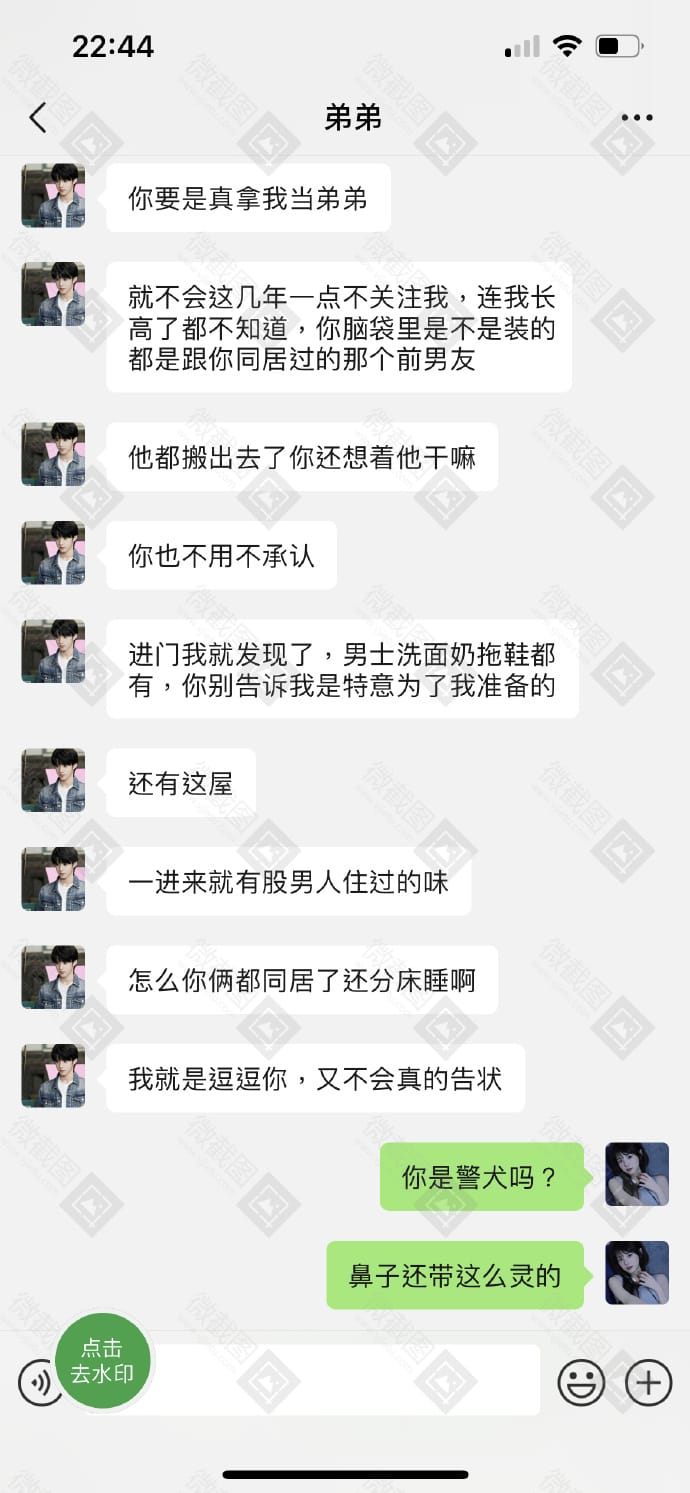 22:44
弟弟
你要是真拿我当弟弟
就不会这几年一点不关注我，连我长
高了都不知道，你脑袋里是不是装的
都是跟你同居过的那个前男友
他都搬出去了你还想着他干嘛
你也不用不承认
进门我就发现了，男士洗面奶拖鞋都
有，你别告诉我是特意为了我准备的
还有这屋
一进来就有股男人住过的味
怎么你俩都同居了还分床睡啊
我就是逗逗你，又不会真的告状
你是警犬吗？
鼻子还带这么灵的
点击
去水印
微截图